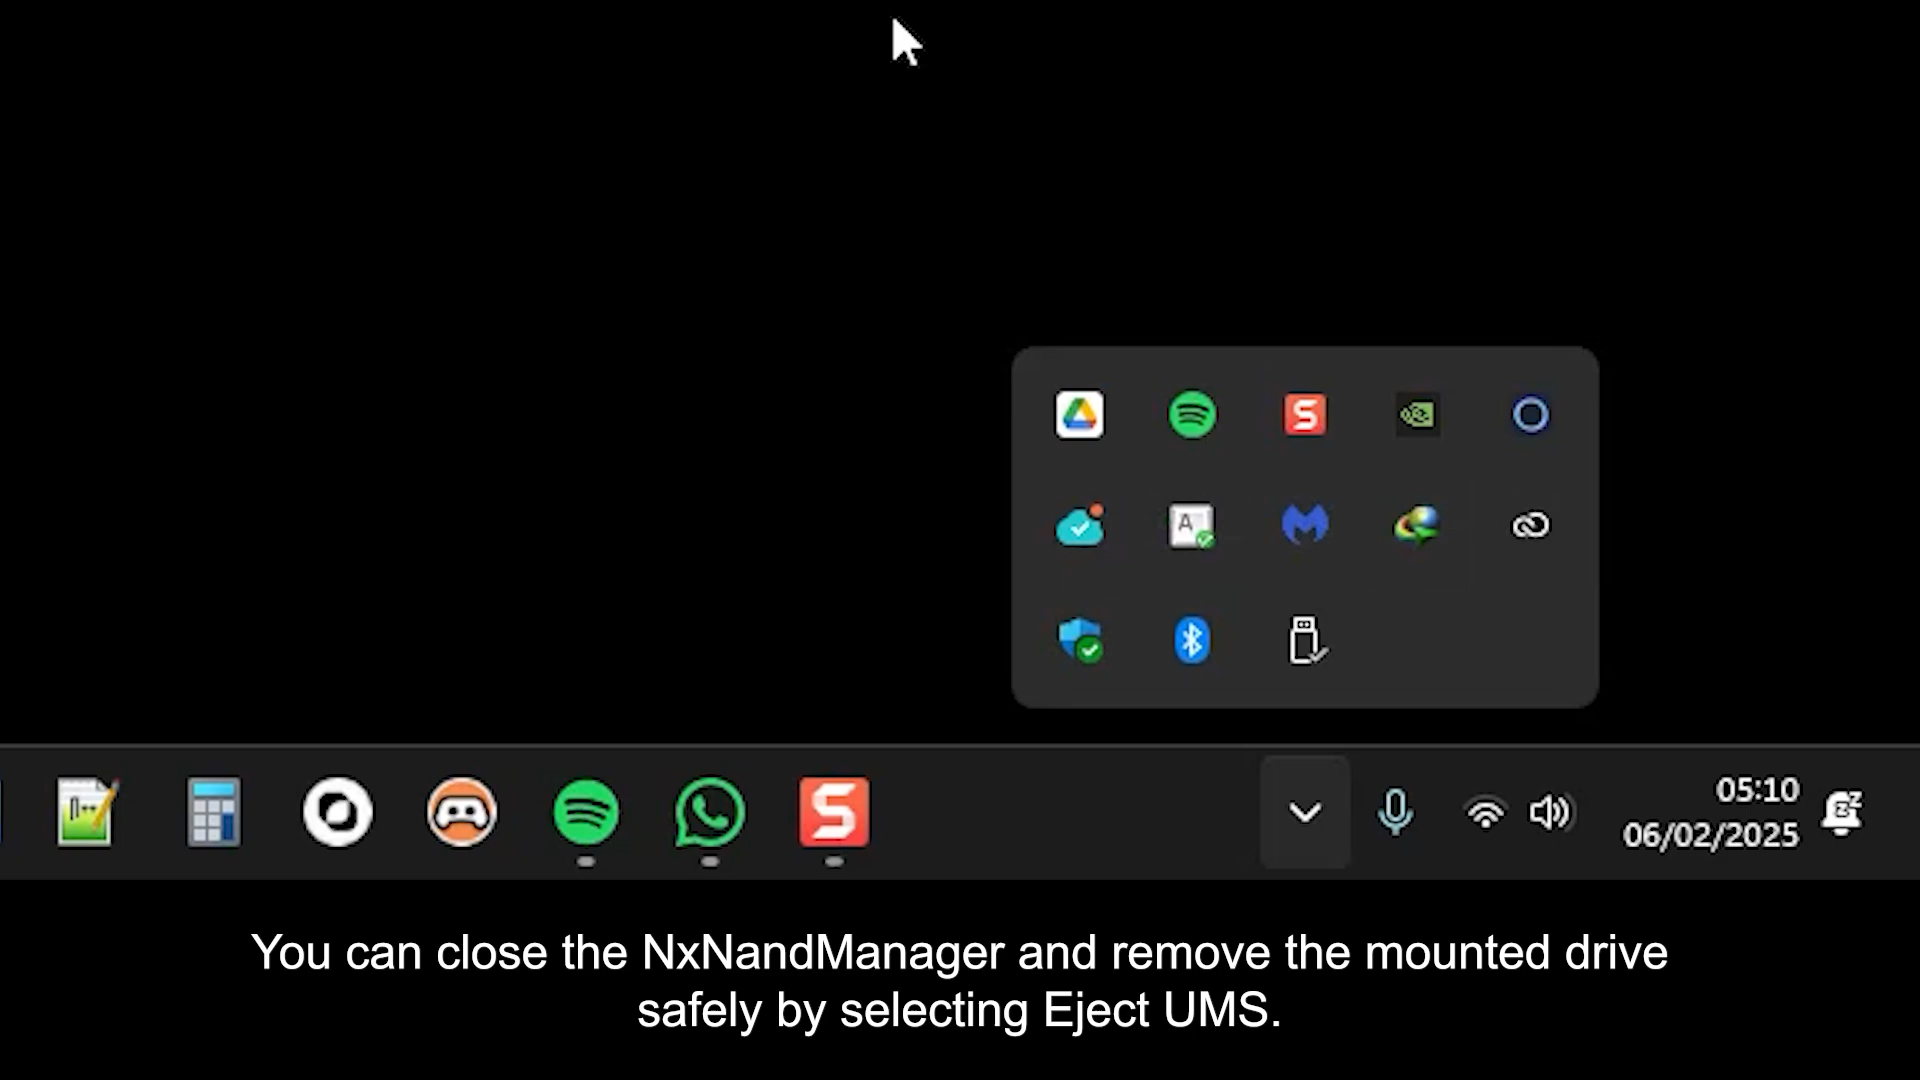 05:10
06/02/2025
You can close the NxNandManager and remove the mounted drive
safely by selecting Eject UMS.